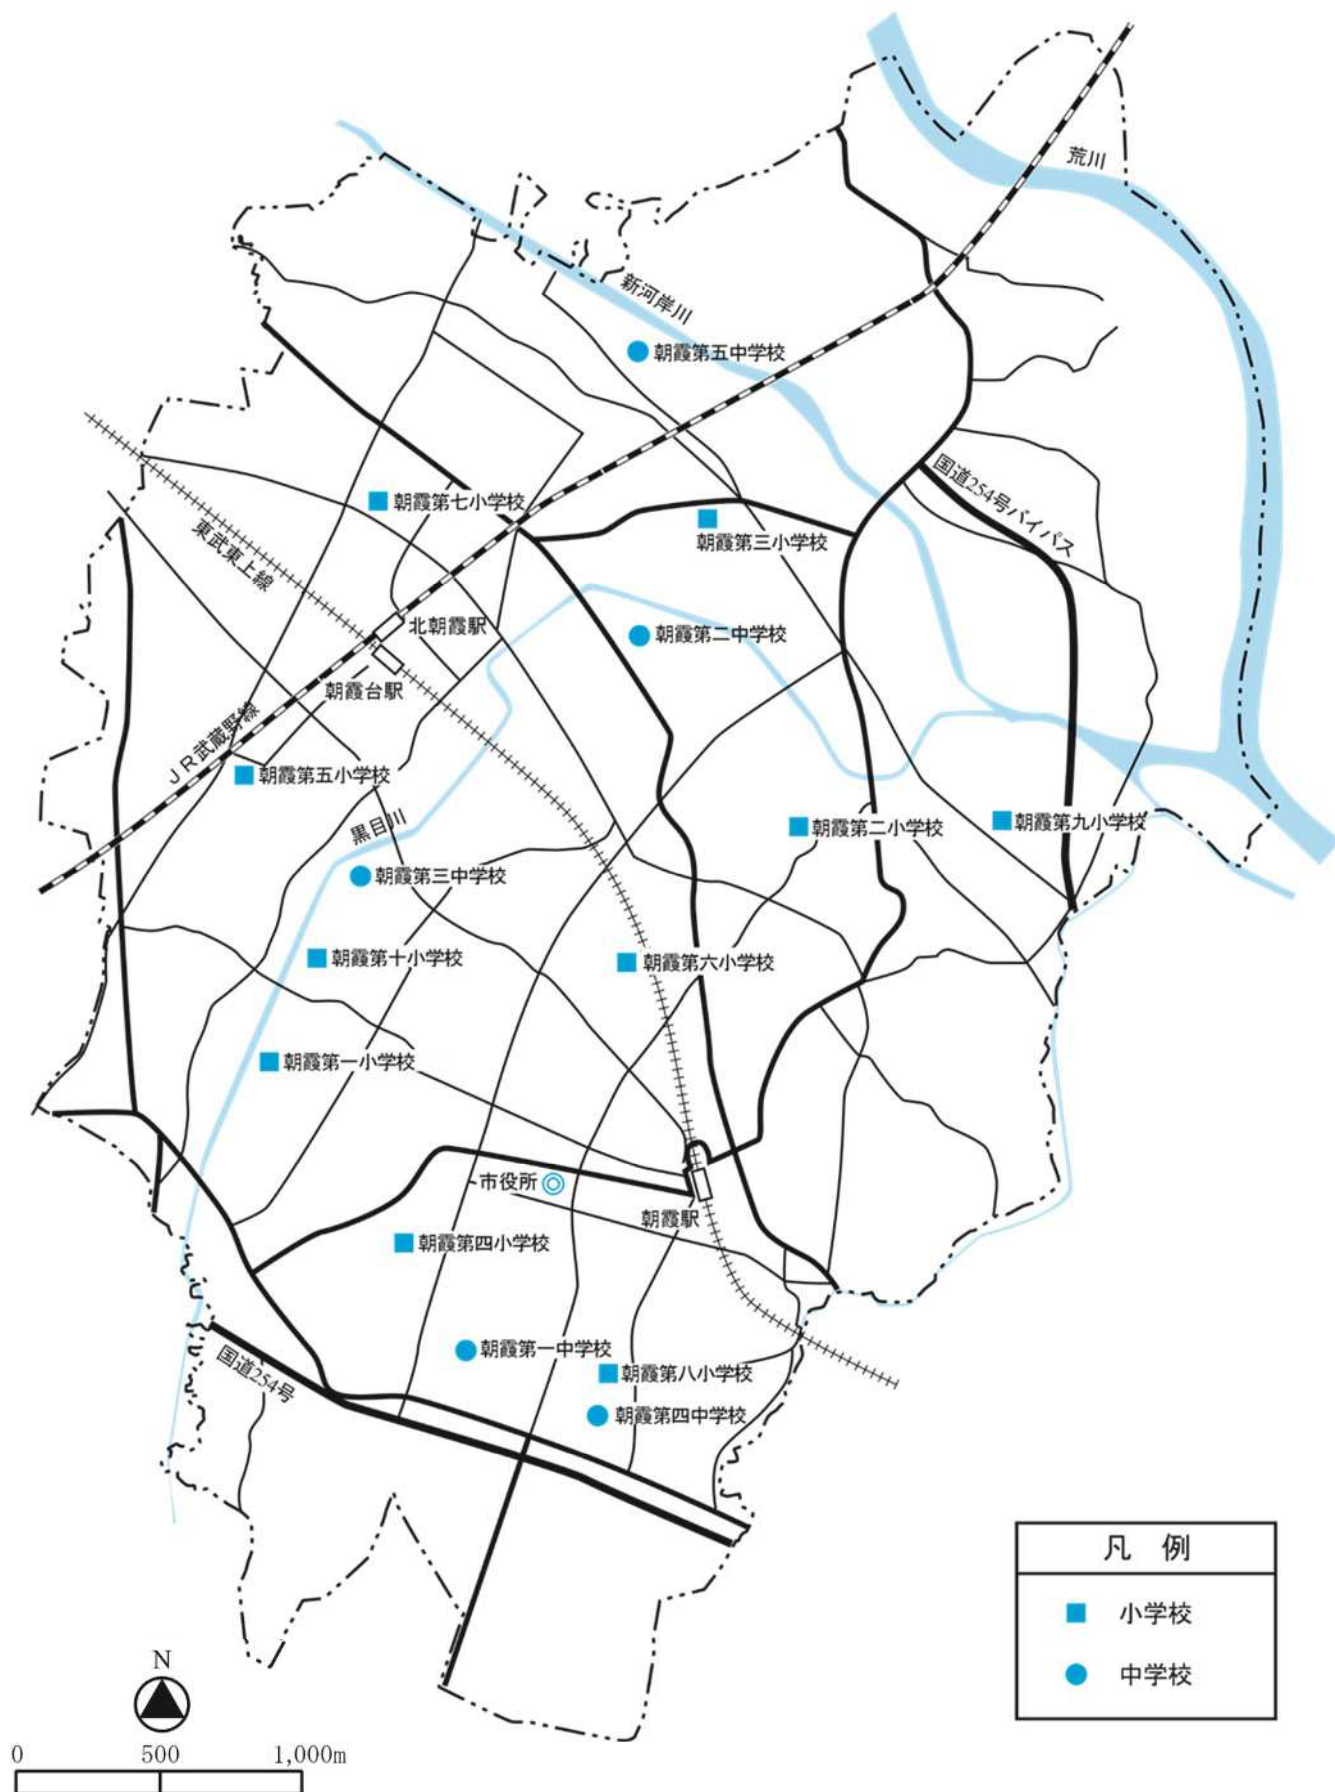 荒川
新河岸川
朝霞第五中学校
国道254号バイパス
朝霞第七小学校
朝霞第三小学校
東武東上線
北朝霞駅
朝霞第二中学校
朝霞台駅
JR武蔵野線
朝霞第五小学校
黒目川
朝霞第二小学校
朝霞第九小学校
朝霞第三中学校
朝霞第十小学校
朝霞第六小学校
朝霞第一小学校
市役所
朝霞駅
朝霞第四小学校
朝霞第一中学校
国道254号
朝霞第八小学校
朝霞第四中学校
凡 例
小学校
中学校
N
0 500 1,000m